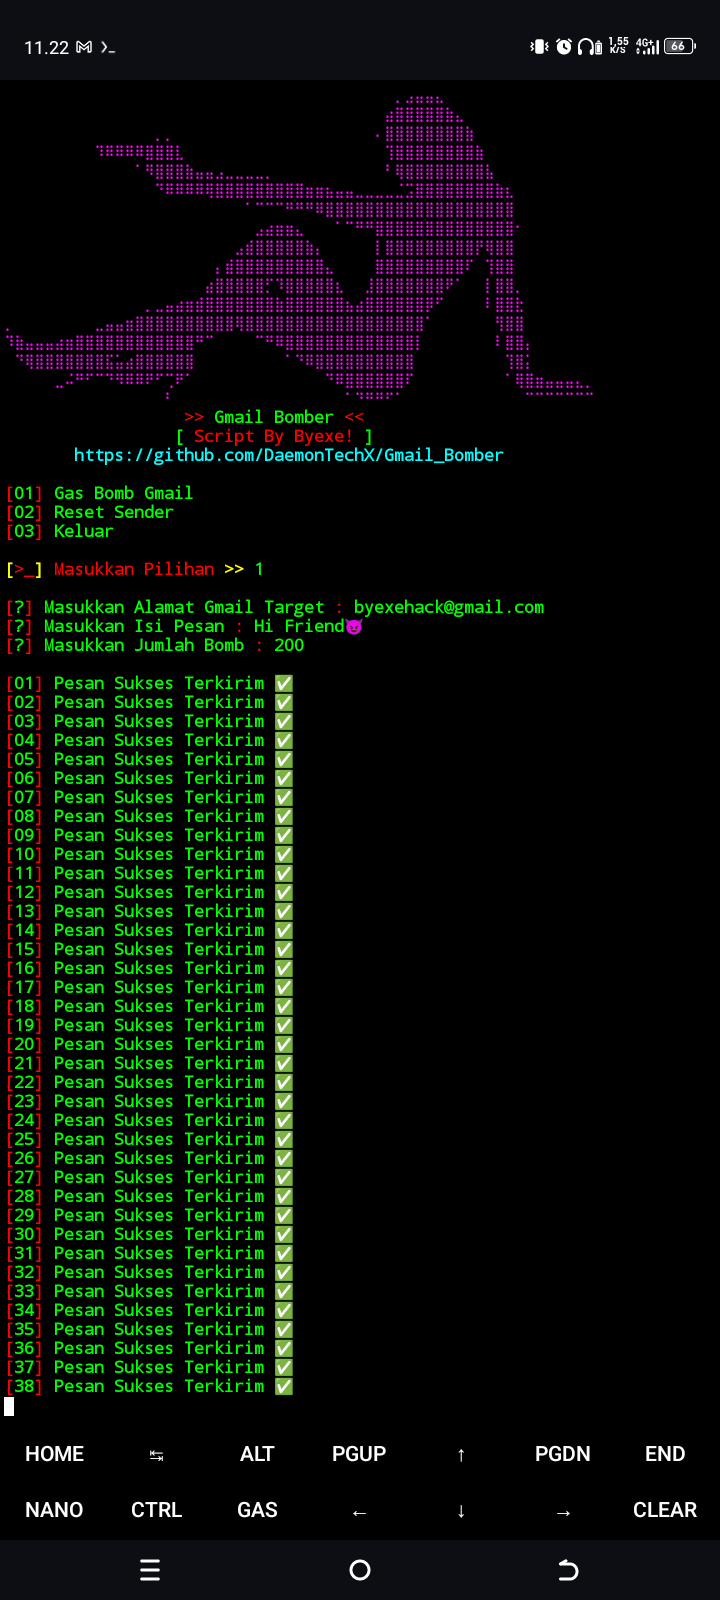 11.22
1,55 K/S 4G+ 66
>> Gmail Bomber <<
[ Script By Byexe! ]
https://github.com/DaemonTechX/Gmail_Bomber
[01] Gas Bomb Gmail
[02] Reset Sender
[03] Keluar
[>_] Masukkan Pilihan >> 1
[?] Masukkan Alamat Gmail Target : byexehack@gmail.com
[?] Masukkan Isi Pesan : Hi Friend😈
[?] Masukkan Jumlah Bomb : 200
[01] Pesan Sukses Terkirim ✅
[02] Pesan Sukses Terkirim ✅
[03] Pesan Sukses Terkirim ✅
[04] Pesan Sukses Terkirim ✅
[05] Pesan Sukses Terkirim ✅
[06] Pesan Sukses Terkirim ✅
[07] Pesan Sukses Terkirim ✅
[08] Pesan Sukses Terkirim ✅
[09] Pesan Sukses Terkirim ✅
[10] Pesan Sukses Terkirim ✅
[11] Pesan Sukses Terkirim ✅
[12] Pesan Sukses Terkirim ✅
[13] Pesan Sukses Terkirim ✅
[14] Pesan Sukses Terkirim ✅
[15] Pesan Sukses Terkirim ✅
[16] Pesan Sukses Terkirim ✅
[17] Pesan Sukses Terkirim ✅
[18] Pesan Sukses Terkirim ✅
[19] Pesan Sukses Terkirim ✅
[20] Pesan Sukses Terkirim ✅
[21] Pesan Sukses Terkirim ✅
[22] Pesan Sukses Terkirim ✅
[23] Pesan Sukses Terkirim ✅
[24] Pesan Sukses Terkirim ✅
[25] Pesan Sukses Terkirim ✅
[26] Pesan Sukses Terkirim ✅
[27] Pesan Sukses Terkirim ✅
[28] Pesan Sukses Terkirim ✅
[29] Pesan Sukses Terkirim ✅
[30] Pesan Sukses Terkirim ✅
[31] Pesan Sukses Terkirim ✅
[32] Pesan Sukses Terkirim ✅
[33] Pesan Sukses Terkirim ✅
[34] Pesan Sukses Terkirim ✅
[35] Pesan Sukses Terkirim ✅
[36] Pesan Sukses Terkirim ✅
[37] Pesan Sukses Terkirim ✅
[38] Pesan Sukses Terkirim ✅
HOME ↹ ALT PGUP ↑ PGDN END
NANO CTRL GAS ← ↓ → CLEAR